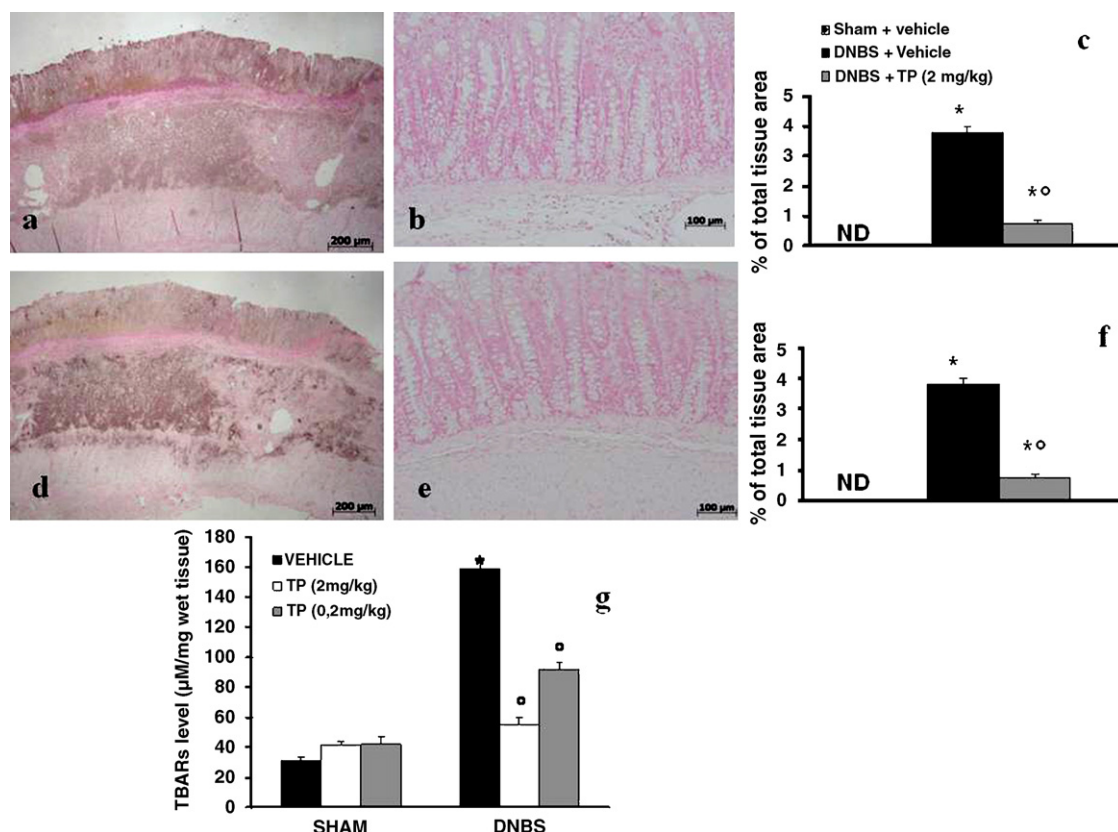 a
200 µm
b
100 µm
Sham + vehicle
DNBS + Vehicle
DNBS + TP (2 mg/kg)
c
% of total tissue area
5
4
3
2
1
0
*
* o
ND
d
200 µm
e
100 µm
f
% of total tissue area
5
4
3
2
1
0
*
* o
ND
TBARs level (µM/mg wet tissue)
180
160
140
120
100
80
60
40
20
0
VEHICLE
TP (2mg/kg)
TP (0,2mg/kg)
g
*
o
o
SHAM
DNBS